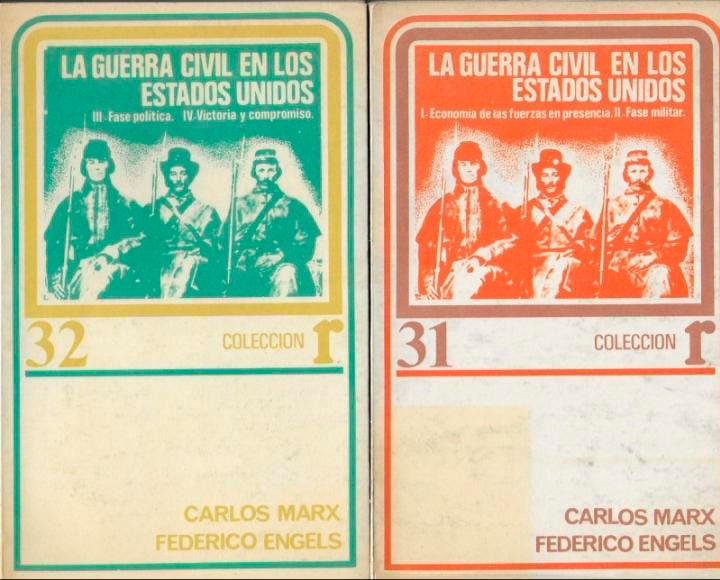 LA GUERRA CIVIL EN LOS
ESTADOS UNIDOS
III-Fase política. IV-Victoria y compromiso.
32
COLECCION r
CARLOS MARX
FEDERICO ENGELS
LA GUERRA CIVIL EN LOS
ESTADOS UNIDOS
I-Economía de las fuerzas en presencia. II-Fase militar.
31
COLECCION r
CARLOS MARX
FEDERICO ENGELS